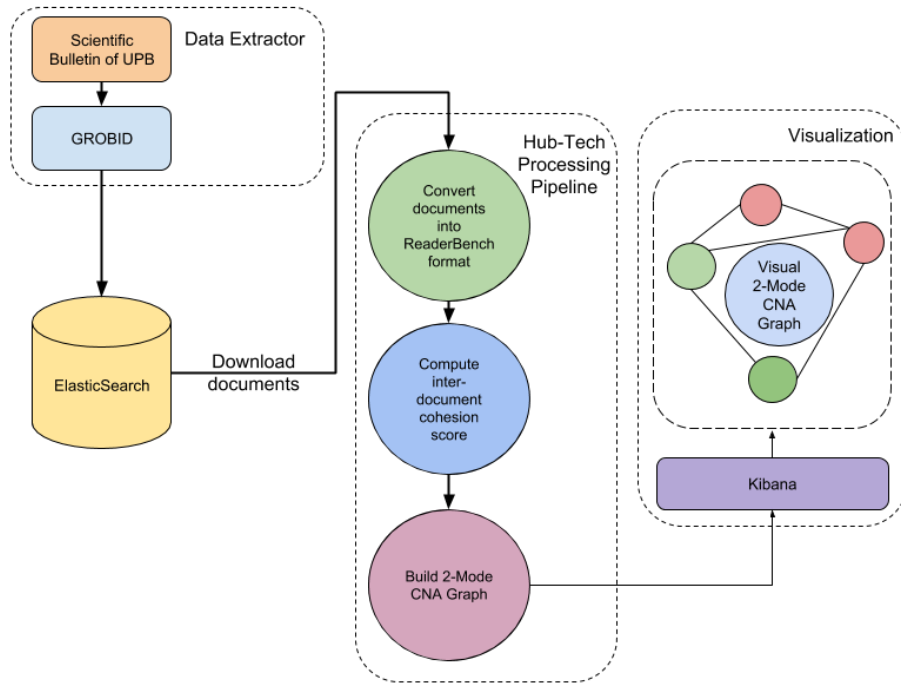 Scientific
Bulletin of UPB
Data Extractor
GROBID
ElasticSearch
Download
documents
Hub-Tech
Processing
Pipeline
Convert
documents
into
ReaderBench
format
Compute
inter-
document
cohesion
score
Build 2-Mode
CNA Graph
Visualization
Visual
2-Mode
CNA
Graph
Kibana